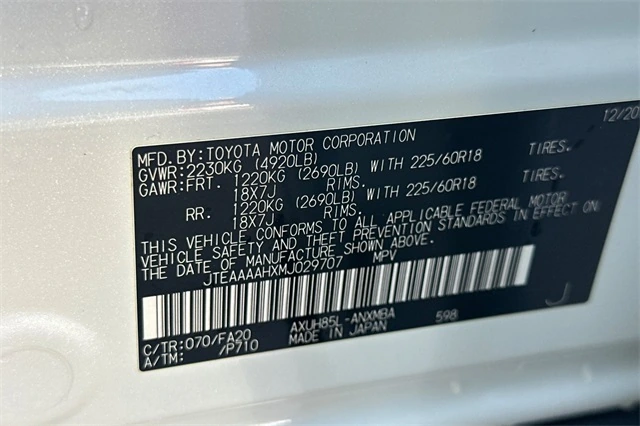 12/20
MFD.BY:TOYOTA MOTOR CORPORATION
GVWR:2230KG (4920LB)
GAWR:FRT. 1220KG (2690LB) WITH 225/60R18 TIRES.
18X7J RIMS.
RR. 1220KG (2690LB) WITH 225/60R18 TIRES.
18X7J RIMS.
THIS VEHICLE CONFORMS TO ALL APPLICABLE FEDERAL MOTOR
VEHICLE SAFETY AND THEFT PREVENTION STANDARDS IN EFFECT ON
THE DATE OF MANUFACTURE SHOWN ABOVE.
JTEAAAAHXMJ029707 MPV
C/TR:070/FA20 AXUH85L-ANXMBA 598 J
A/TM: /P710 MADE IN JAPAN